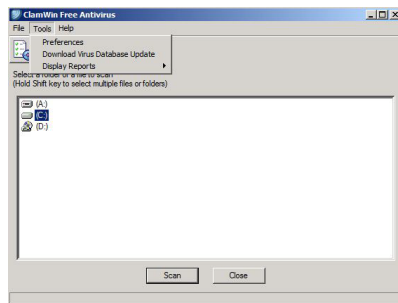 ClamWin Free Antivirus
File Tools Help
Preferences
Download Virus Database Update
Display Reports
Select a folder or a file to scan
(Hold Shift key to select multiple files or folders)
(A:)
(C:)
(D:)
Scan Close